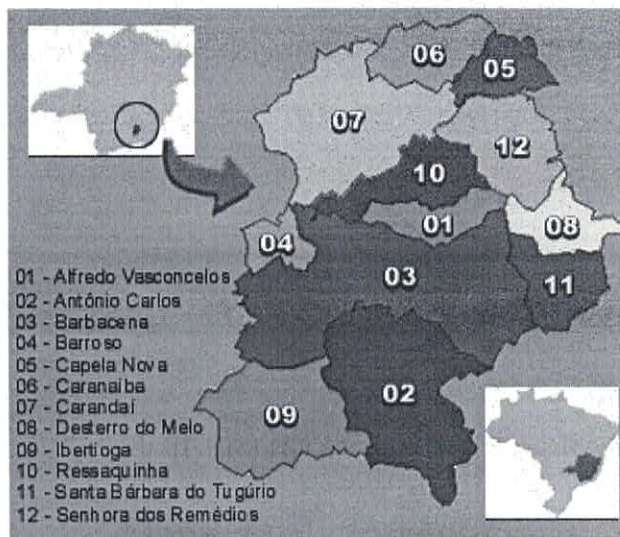 06
05
07
12
10
01
08
04
03
11
02
09
01 - Alfredo Vasconcelos
02 - Antônio Carlos
03 - Barbacena
04 - Barroso
05 - Capela Nova
06 - Caranaíba
07 - Carandaí
08 - Desterro do Melo
09 - Ibertioga
10 - Ressaquinha
11 - Santa Bárbara do Tugúrio
12 - Senhora dos Remédios